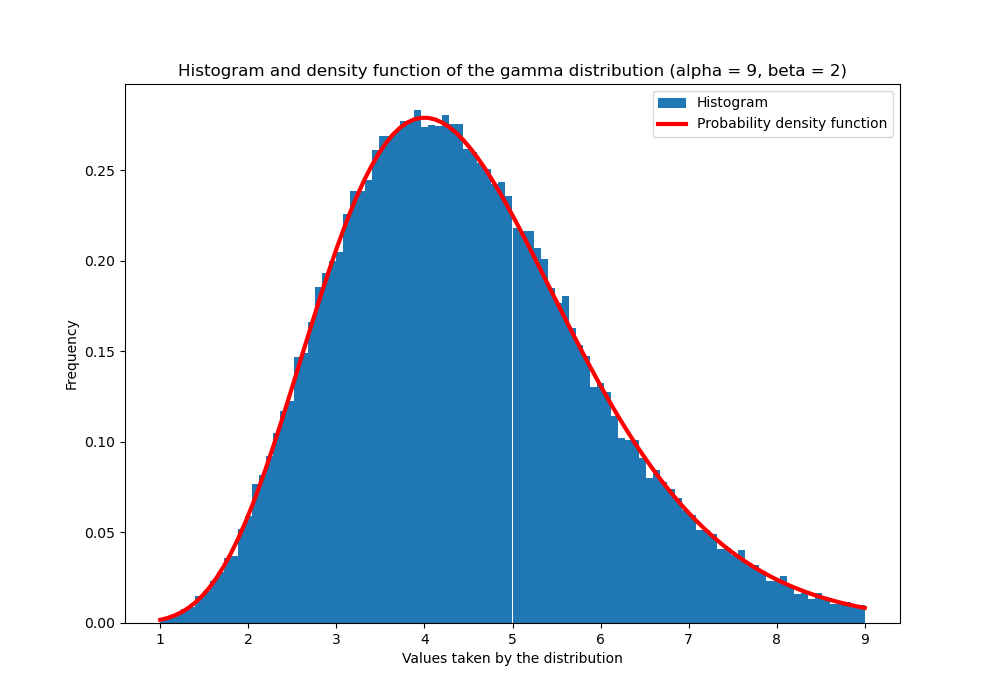 Histogram and density function of the gamma distribution (alpha = 9, beta = 2)
Histogram
Probability density function
0.25
0.20
0.15
0.10
0.05
0.00
Frequency
1 2 3 4 5 6 7 8 9
Values taken by the distribution